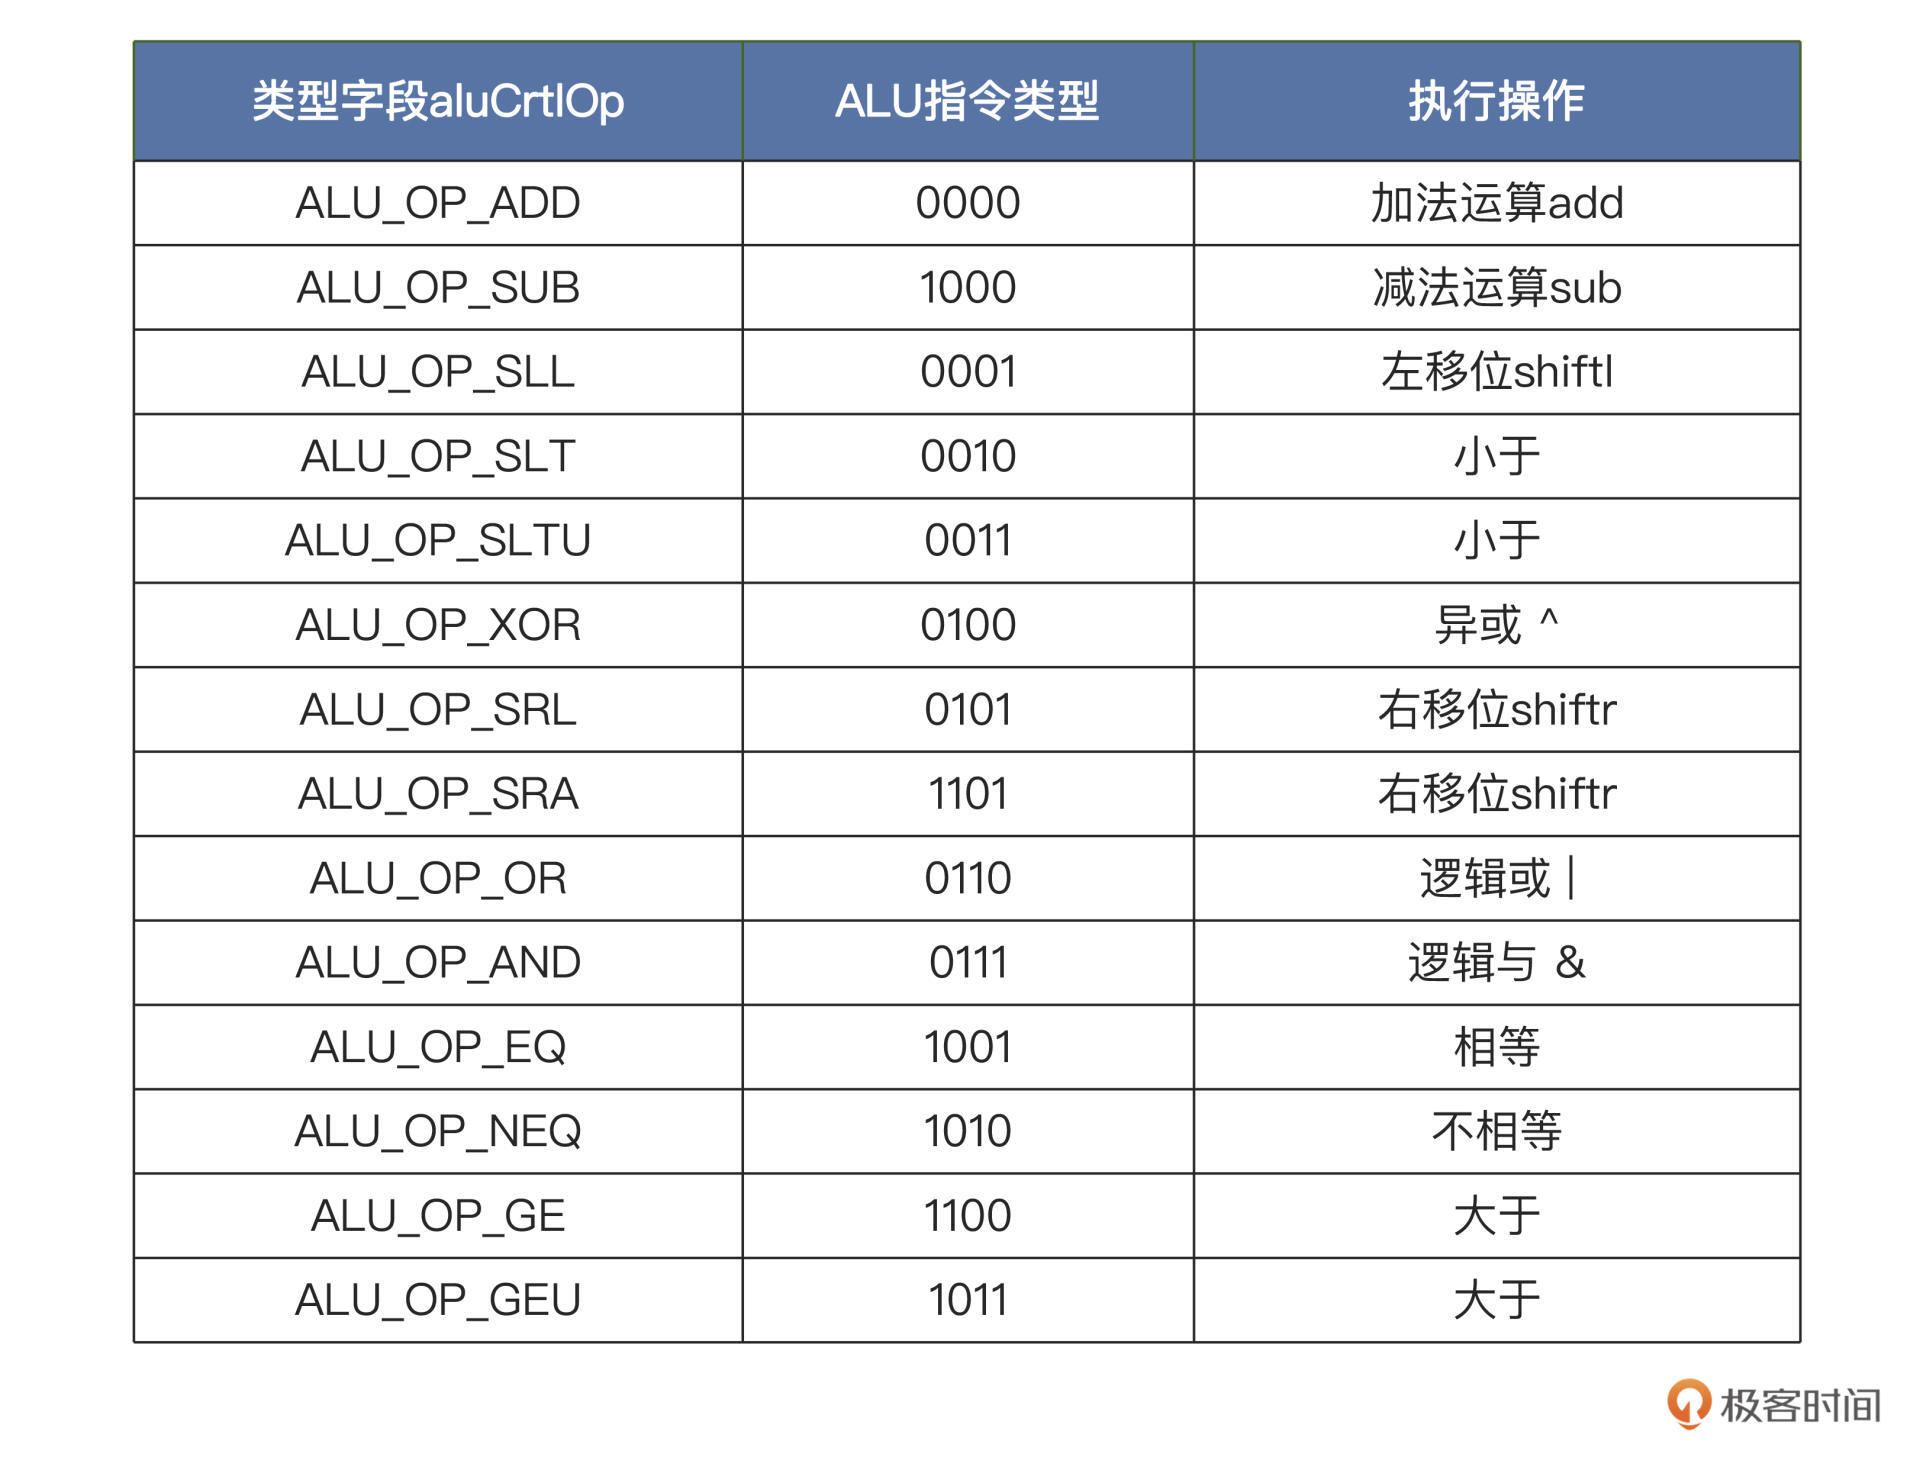 类型字段aluCrtlOp ALU指令类型 执行操作
ALU_OP_ADD 0000 加法运算add
ALU_OP_SUB 1000 减法运算sub
ALU_OP_SLL 0001 左移位shiftl
ALU_OP_SLT 0010 小于
ALU_OP_SLTU 0011 小于
ALU_OP_XOR 0100 异或 ^
ALU_OP_SRL 0101 右移位shiftr
ALU_OP_SRA 1101 右移位shiftr
ALU_OP_OR 0110 逻辑或 |
ALU_OP_AND 0111 逻辑与 &
ALU_OP_EQ 1001 相等
ALU_OP_NEQ 1010 不相等
ALU_OP_GE 1100 大于
ALU_OP_GEU 1011 大于
极客时间